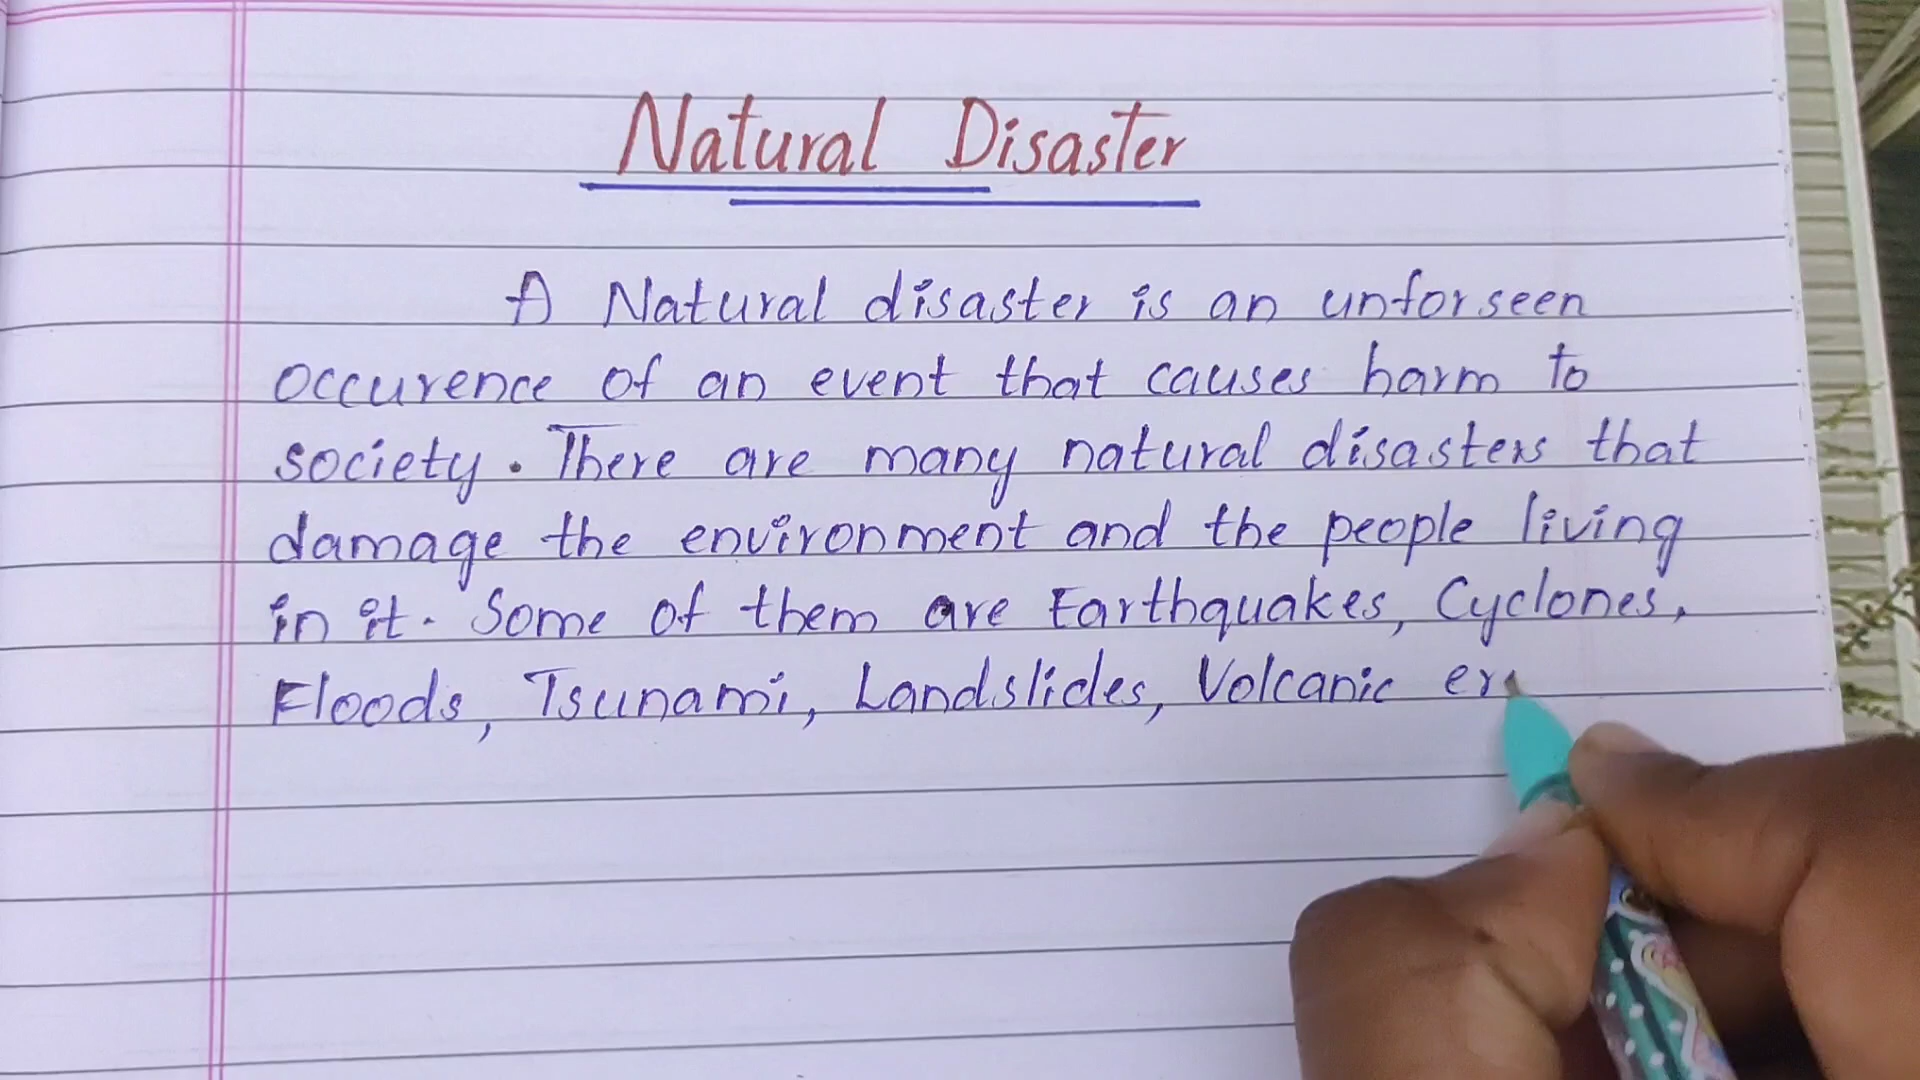 Natural Disaster
A Natural disaster is an unforseen
occurence of an event that causes harm to
society. There are many natural disasters that
damage the environment and the people living
in it. Some of them are Earthquakes, Cyclones,
Floods, Tsunami, Landslides, Volcanic er